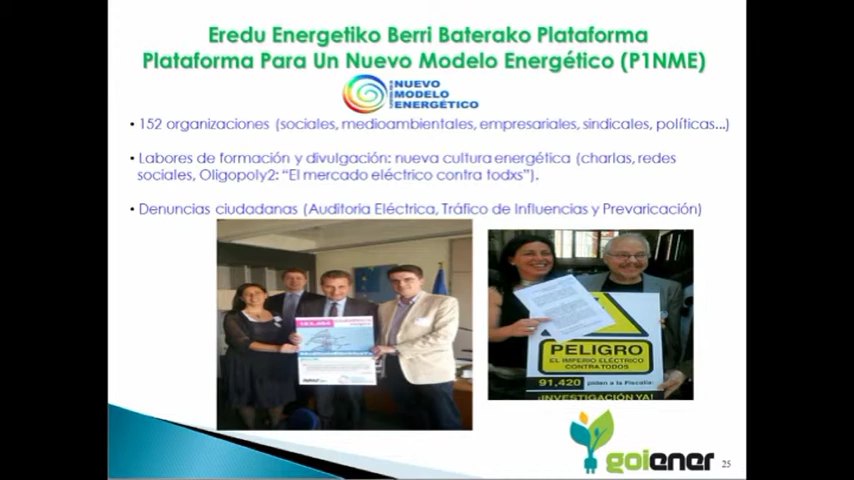 Eredu Energetiko Berri Baterako Plataforma
Plataforma Para Un Nuevo Modelo Energético (P1NME)
NUEVO
MODELO
ENERGÉTICO
• 152 organizaciones (sociales, medioambientales, empresariales, sindicales, políticas...)
• Labores de formación y divulgación: nueva cultura energética (charlas, redes
sociales, Oligopoly2: “El mercado eléctrico contra todxs”).
• Denuncias ciudadanas (Auditoria Eléctrica, Tráfico de Influencias y Prevaricación)
PELIGRO
EL IMPERIO ELÉCTRICO
CONTRA TODOS
91,420 piden a la Fiscalía:
¡INVESTIGACIÓN YA!
goiener
25